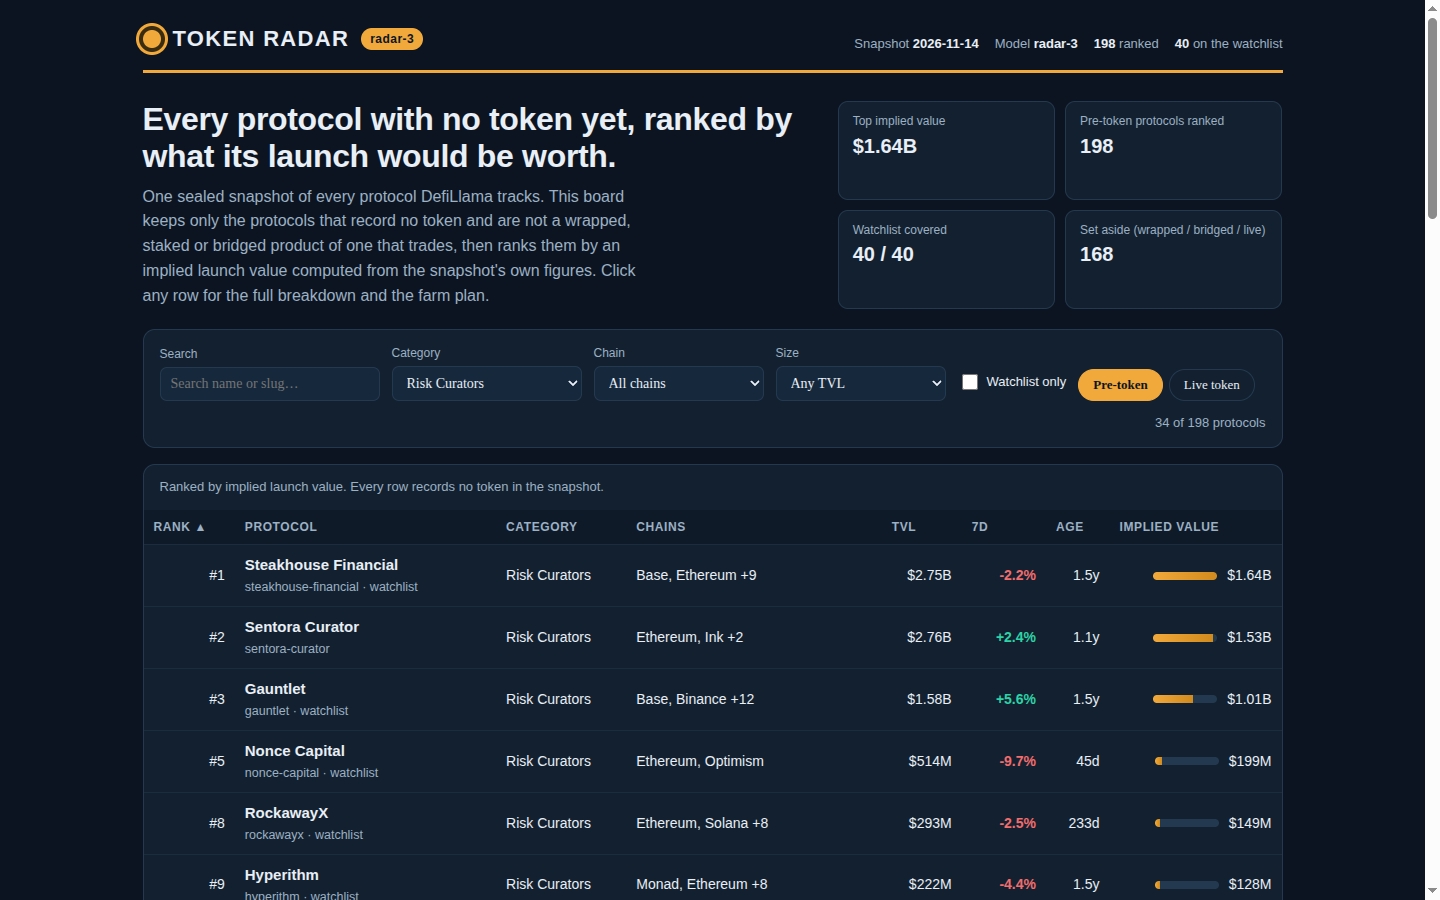 TOKEN RADAR radar-3
Snapshot 2026-11-14 Model radar-3 198 ranked 40 on the watchlist
Every protocol with no token yet, ranked by
what its launch would be worth.
One sealed snapshot of every protocol DefiLlama tracks. This board
keeps only the protocols that record no token and are not a wrapped,
staked or bridged product of one that trades, then ranks them by an
implied launch value computed from the snapshot's own figures. Click
any row for the full breakdown and the farm plan.
Top implied value
$1.64B
Pre-token protocols ranked
198
Watchlist covered
40 / 40
Set aside (wrapped / bridged / live)
168
Search
Search name or slug…
Category
Risk Curators
Chain
All chains
Size
Any TVL
Watchlist only
Pre-token
Live token
34 of 198 protocols
Ranked by implied launch value. Every row records no token in the snapshot.
RANK ▲ PROTOCOL CATEGORY CHAINS TVL 7D AGE IMPLIED VALUE
#1 Steakhouse Financial Risk Curators Base, Ethereum +9 $2.75B -2.2% 1.5y $1.64B
steakhouse-financial · watchlist
#2 Sentora Curator Risk Curators Ethereum, Ink +2 $2.76B +2.4% 1.1y $1.53B
sentora-curator
#3 Gauntlet Risk Curators Base, Binance +12 $1.58B +5.6% 1.5y $1.01B
gauntlet · watchlist
#5 Nonce Capital Risk Curators Ethereum, Optimism $514M -9.7% 45d $199M
nonce-capital · watchlist
#8 RockawayX Risk Curators Ethereum, Solana +8 $293M -2.5% 233d $149M
rockawayx · watchlist
#9 Hyperithm Risk Curators Monad, Ethereum +8 $222M -4.4% 1.5y $128M
hyperithm · watchlist